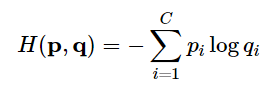 H(p, q) = − ∑_{i=1}^{C} p_i log q_i